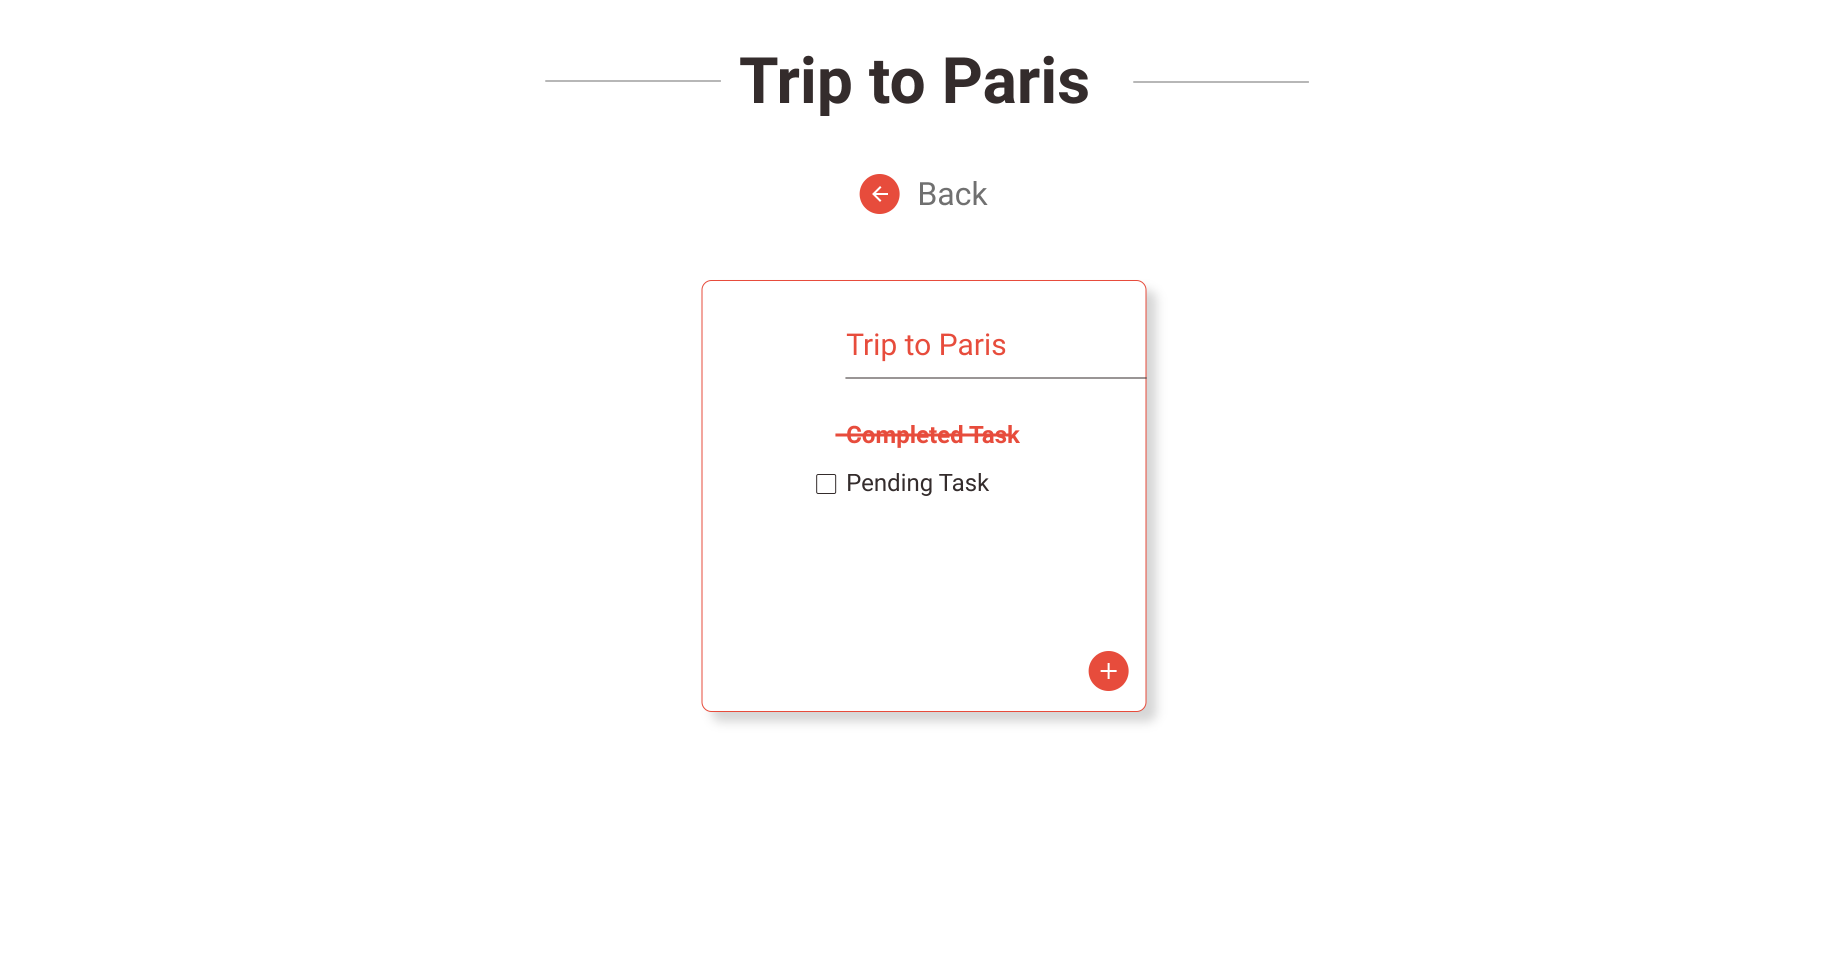 Trip to Paris
Back
Trip to Paris
Completed Task
Pending Task